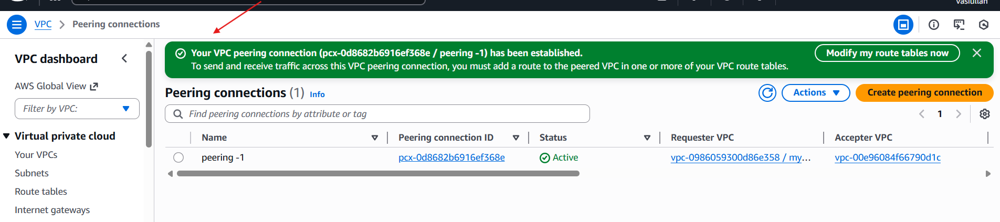 Vasiullah
VPC > Peering connections
VPC dashboard
AWS Global View
Filter by VPC:
Virtual private cloud
Your VPCs
Subnets
Route tables
Internet gateways
Your VPC peering connection (pcx-0d8682b6916ef368e / peering -1) has been established.
To send and receive traffic across this VPC peering connection, you must add a route to the peered VPC in one or more of your VPC route tables.
Modify my route tables now
Peering connections (1) Info
Actions
Create peering connection
Find peering connections by attribute or tag
1
Name Peering connection ID Status Requester VPC Accepter VPC
peering -1 pcx-0d8682b6916ef368e Active vpc-0986059300d86e358 / my... vpc-00e96084f66790d1c